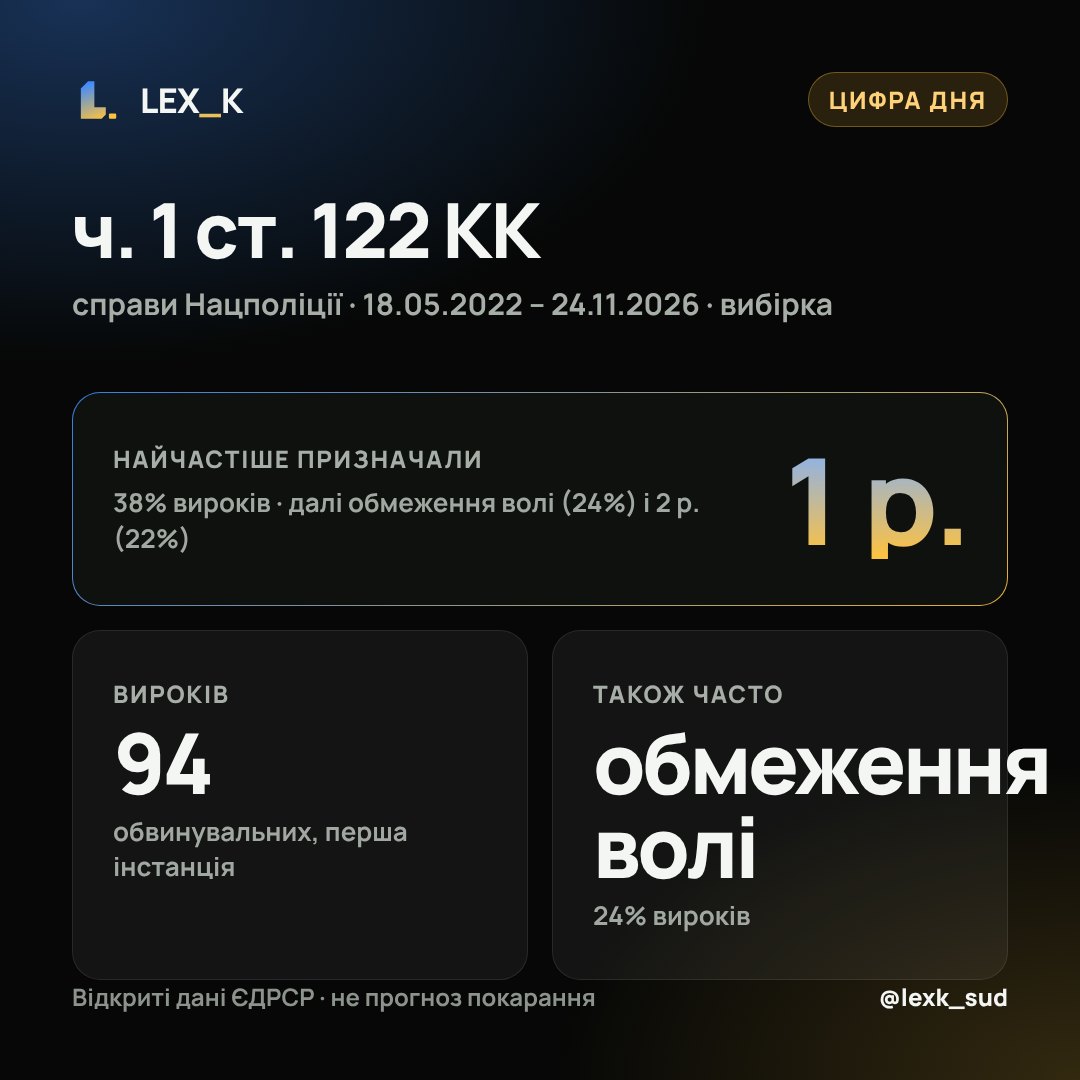 LEX_K
ЦИФРА ДНЯ
ч. 1 ст. 122 КК
справи Нацполіції · 18.05.2022 – 24.11.2026 · вибірка
НАЙЧАСТІШЕ ПРИЗНАЧАЛИ
38% вироків · далі обмеження волі (24%) і 2 р.
(22%)
1 р.
ВИРОКІВ
94
обвинувальних, перша
інстанція
ТАКОЖ ЧАСТО
обмеження
волі
24% вироків
Відкриті дані ЄДРСР · не прогноз покарання
@lexk_sud